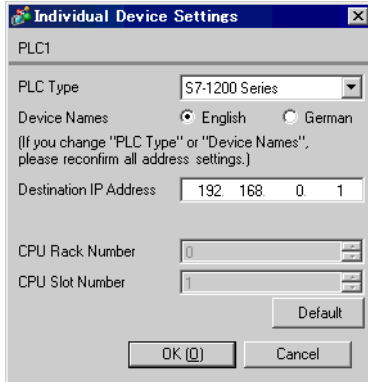 Individual Device Settings
PLC1
PLC Type S7-1200 Series
Device Names English German
(If you change "PLC Type" or "Device Names",
please reconfirm all address settings.)
Destination IP Address 192. 168. 0. 1
CPU Rack Number 0
CPU Slot Number 1
Default
OK (O) Cancel